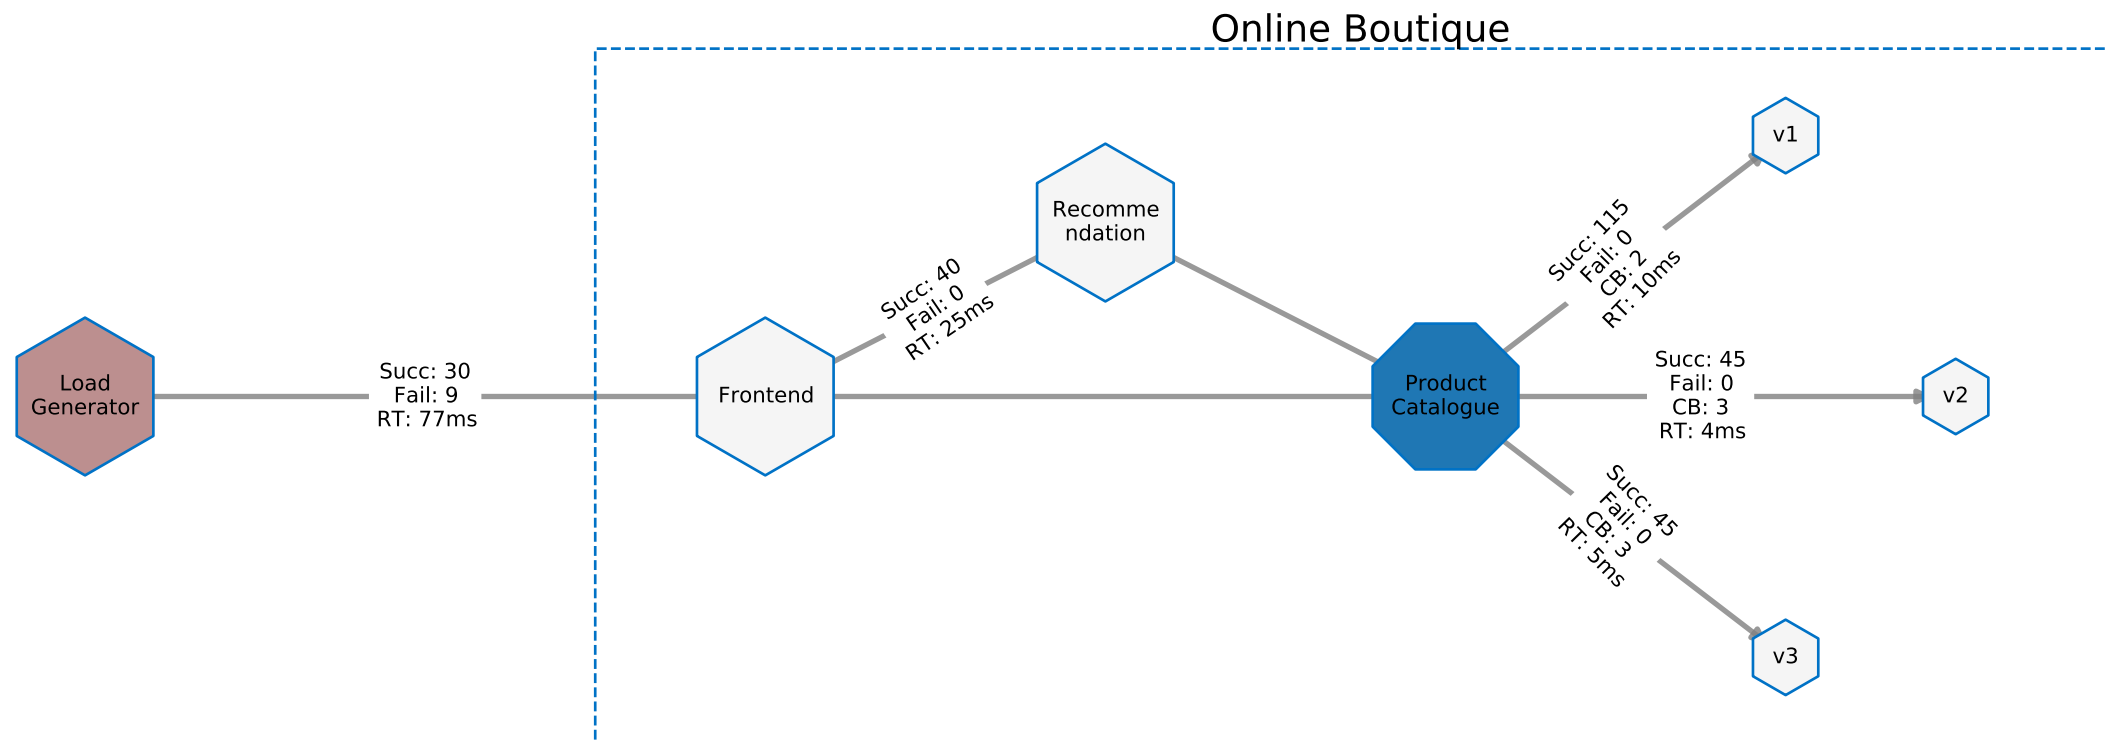 Online Boutique
v1
Recomme
ndation
Succ: 115
Fail: 0
CB: 2
RT: 10ms
Succ: 40
Fail: 0
RT: 25ms
Load
Generator
Succ: 30
Fail: 9
RT: 77ms
Frontend
Product
Catalogue
Succ: 45
Fail: 0
CB: 3
RT: 4ms
v2
Succ: 45
Fail: 0
CB: 3
RT: 5ms
v3